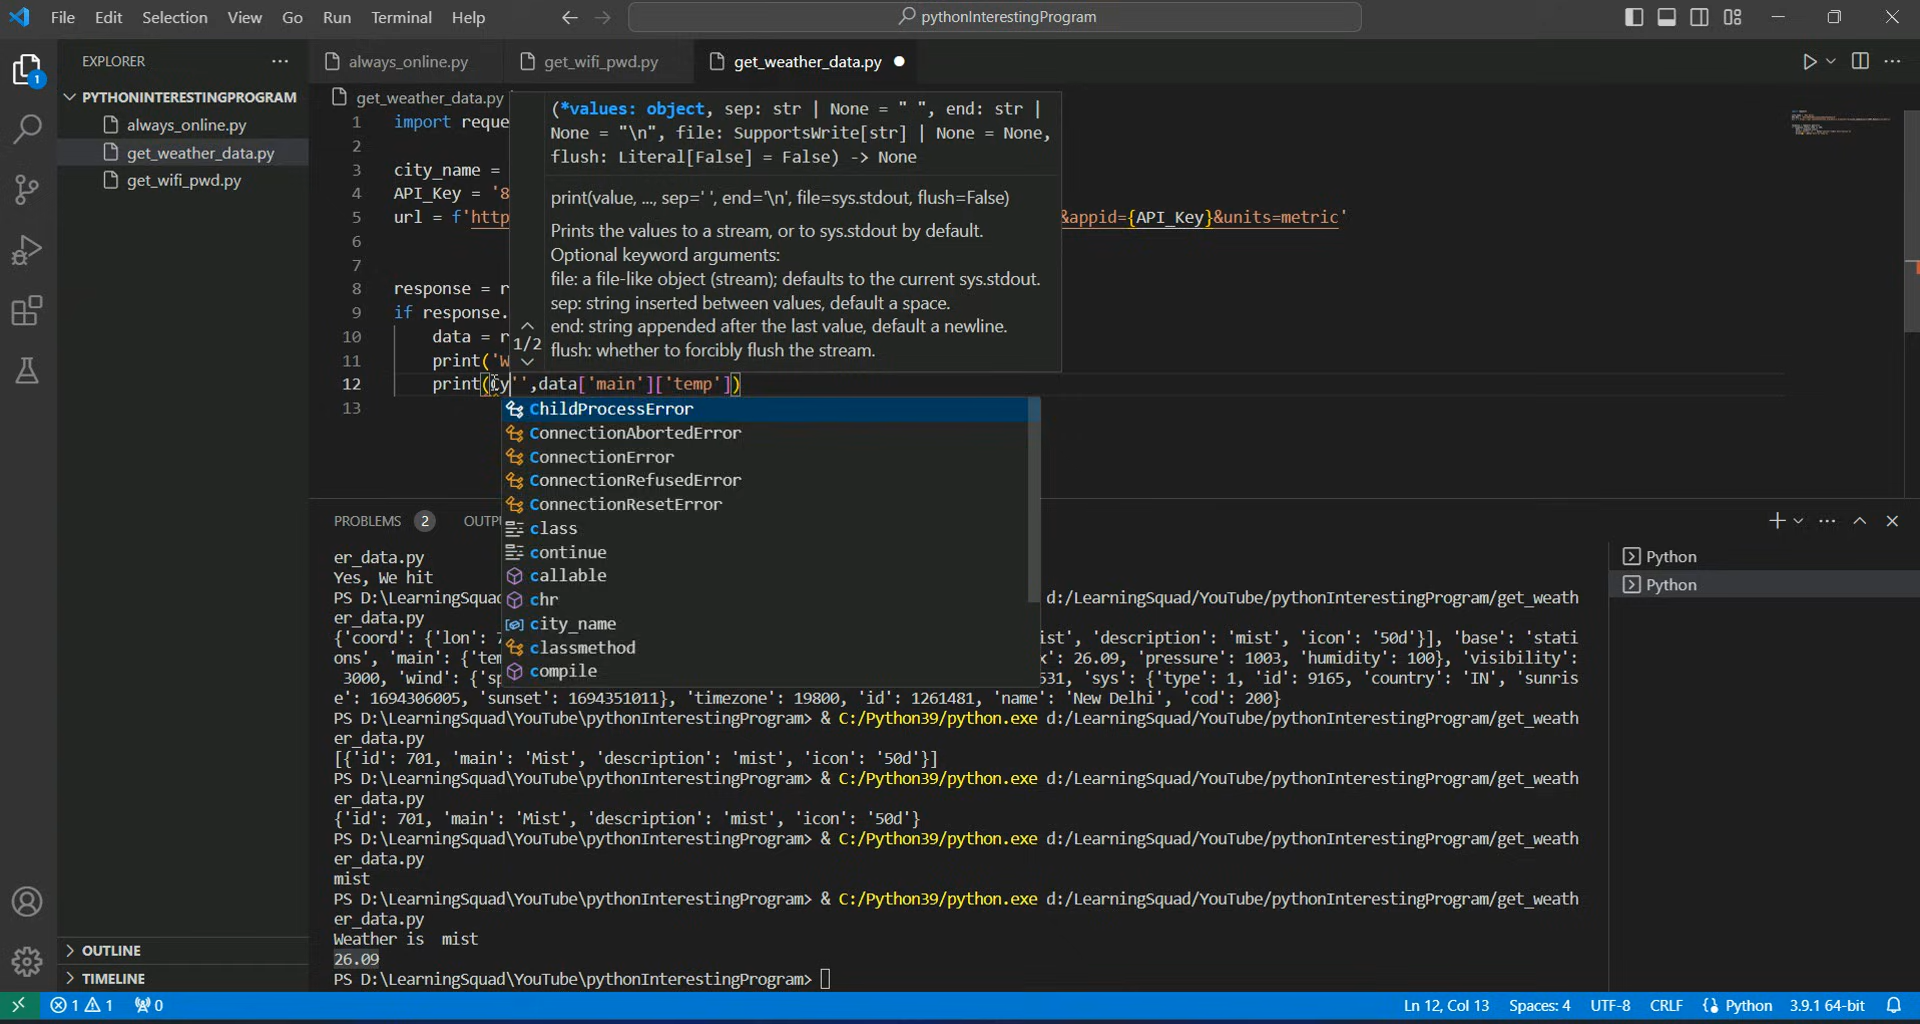 File Edit Selection View Go Run Terminal Help
pythonInterestingProgram
EXPLORER
always_online.py
get_wifi_pwd.py
get_weather_data.py
1
PYTHONINTERESTINGPROGRAM
always_online.py
get_weather_data.py
get_wifi_pwd.py
get_weather_data.py
1 import reque
2
3 city_name =
4 API_Key = '8
5 url = f'http &appid={API_Key}&units=metric'
6
7
8 response = r
9 if response.
10 data = r
11 print('W
12 print( y'',data['main']['temp'])
13
(*values: object, sep: str | None = " ", end: str |
None = "\n", file: SupportsWrite[str] | None = None,
flush: Literal[False] = False) -> None
print(value, ..., sep=' ', end='\n', file=sys.stdout, flush=False)
Prints the values to a stream, or to sys.stdout by default.
Optional keyword arguments:
file: a file-like object (stream); defaults to the current sys.stdout.
sep: string inserted between values, default a space.
end: string appended after the last value, default a newline.
flush: whether to forcibly flush the stream.
1/2
ChildProcessError
ConnectionAbortedError
ConnectionError
ConnectionRefusedError
ConnectionResetError
class
continue
callable
chr
city_name
classmethod
compile
PROBLEMS 2 OUTPU
er_data.py
Yes, We hit
PS D:\LearningSquad d:/LearningSquad/YouTube/pythonInterestingProgram/get_weath
er_data.py
{'coord': {'lon': 7 ist', 'description': 'mist', 'icon': '50d'}], 'base': 'stati
ons', 'main': {'tem x': 26.09, 'pressure': 1003, 'humidity': 100}, 'visibility':
3000, 'wind': {'sp 531, 'sys': {'type': 1, 'id': 9165, 'country': 'IN', 'sunris
e': 1694306005, 'sunset': 1694351011}, 'timezone': 19800, 'id': 1261481, 'name': 'New Delhi', 'cod': 200}
PS D:\LearningSquad\YouTube\pythonInterestingProgram> & C:/Python39/python.exe d:/LearningSquad/YouTube/pythonInterestingProgram/get_weath
er_data.py
[{'id': 701, 'main': 'Mist', 'description': 'mist', 'icon': '50d'}]
PS D:\LearningSquad\YouTube\pythonInterestingProgram> & C:/Python39/python.exe d:/LearningSquad/YouTube/pythonInterestingProgram/get_weath
er_data.py
{'id': 701, 'main': 'Mist', 'description': 'mist', 'icon': '50d'}
PS D:\LearningSquad\YouTube\pythonInterestingProgram> & C:/Python39/python.exe d:/LearningSquad/YouTube/pythonInterestingProgram/get_weath
er_data.py
mist
PS D:\LearningSquad\YouTube\pythonInterestingProgram> & C:/Python39/python.exe d:/LearningSquad/YouTube/pythonInterestingProgram/get_weath
er_data.py
Weather is  mist
26.09
PS D:\LearningSquad\YouTube\pythonInterestingProgram>
Python
Python
OUTLINE
TIMELINE
1 1 0
Ln 12, Col 13 Spaces: 4 UTF-8 CRLF Python 3.9.1 64-bit